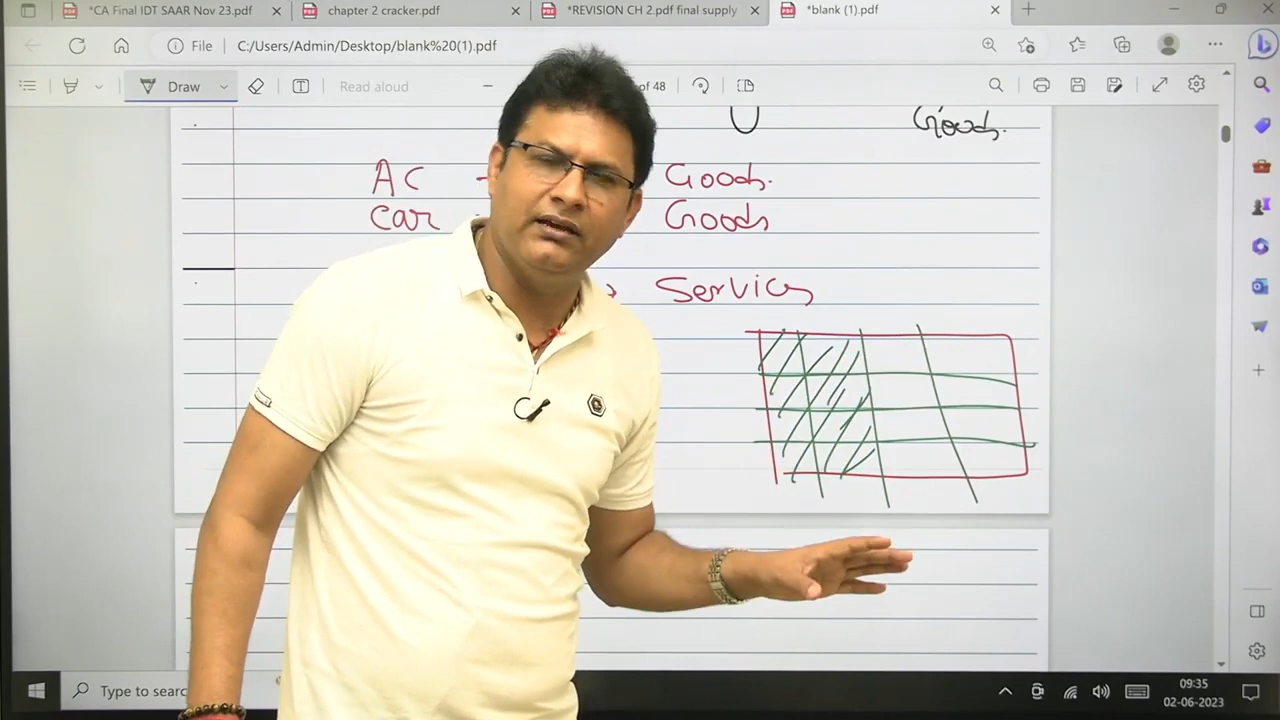 *CA Final IDT SAAR Nov 23.pdf
chapter 2 cracker.pdf
*REVISION CH 2.pdf final supply
*blank (1).pdf
File C:/Users/Admin/Desktop/blank%20(1).pdf
Draw Read aloud of 48
Goods.
AC - Goods.
Car Goods
Services
Type to searc
09:35
02-06-2023